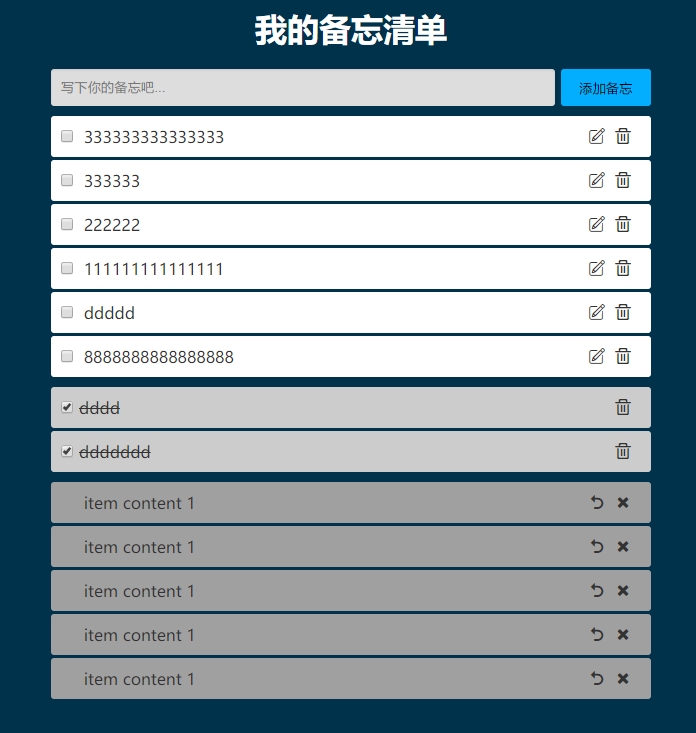 我的备忘清单
写下你的备忘吧...
添加备忘
333333333333333
333333
222222
111111111111111
ddddd
8888888888888888
dddd
ddddddd
item content 1
item content 1
item content 1
item content 1
item content 1